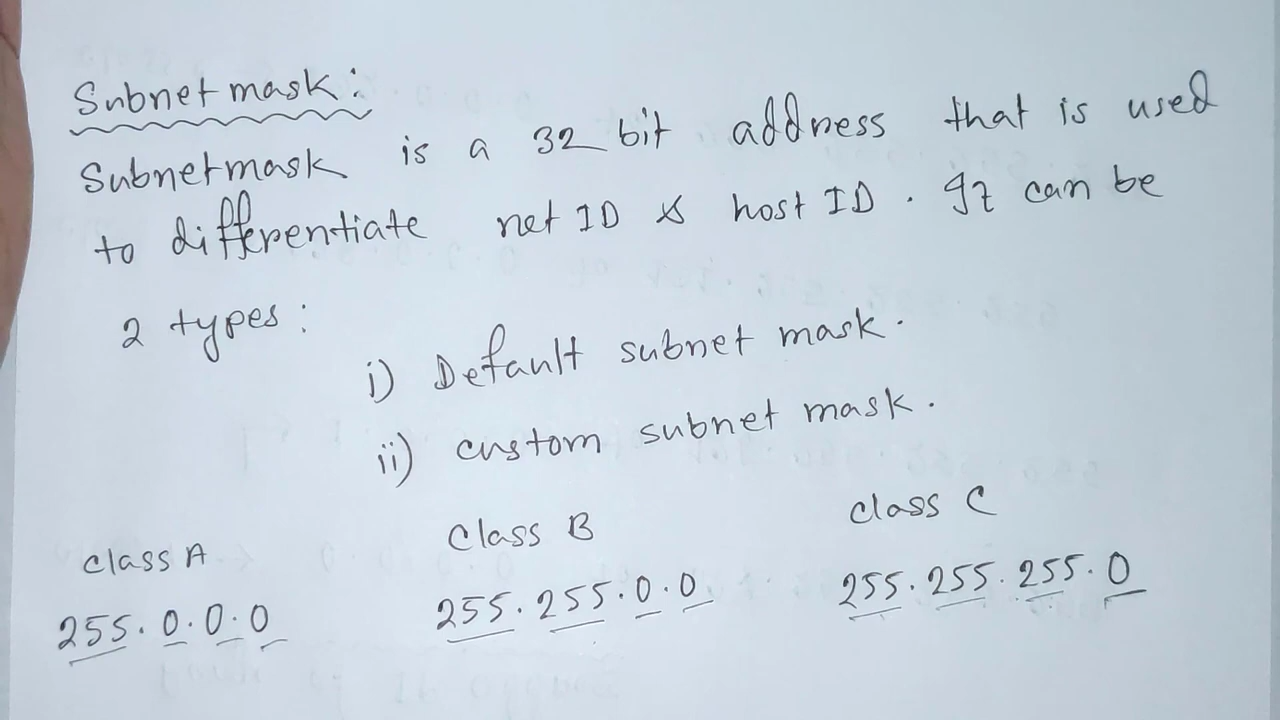 Subnet mask:
Subnetmask is a 32 bit address that is used
to differentiate net ID & host ID. It can be
2 types:
i) Default subnet mask.
ii) custom subnet mask.
class A class B class C
255.0.0.0 255.255.0.0 255.255.255.0